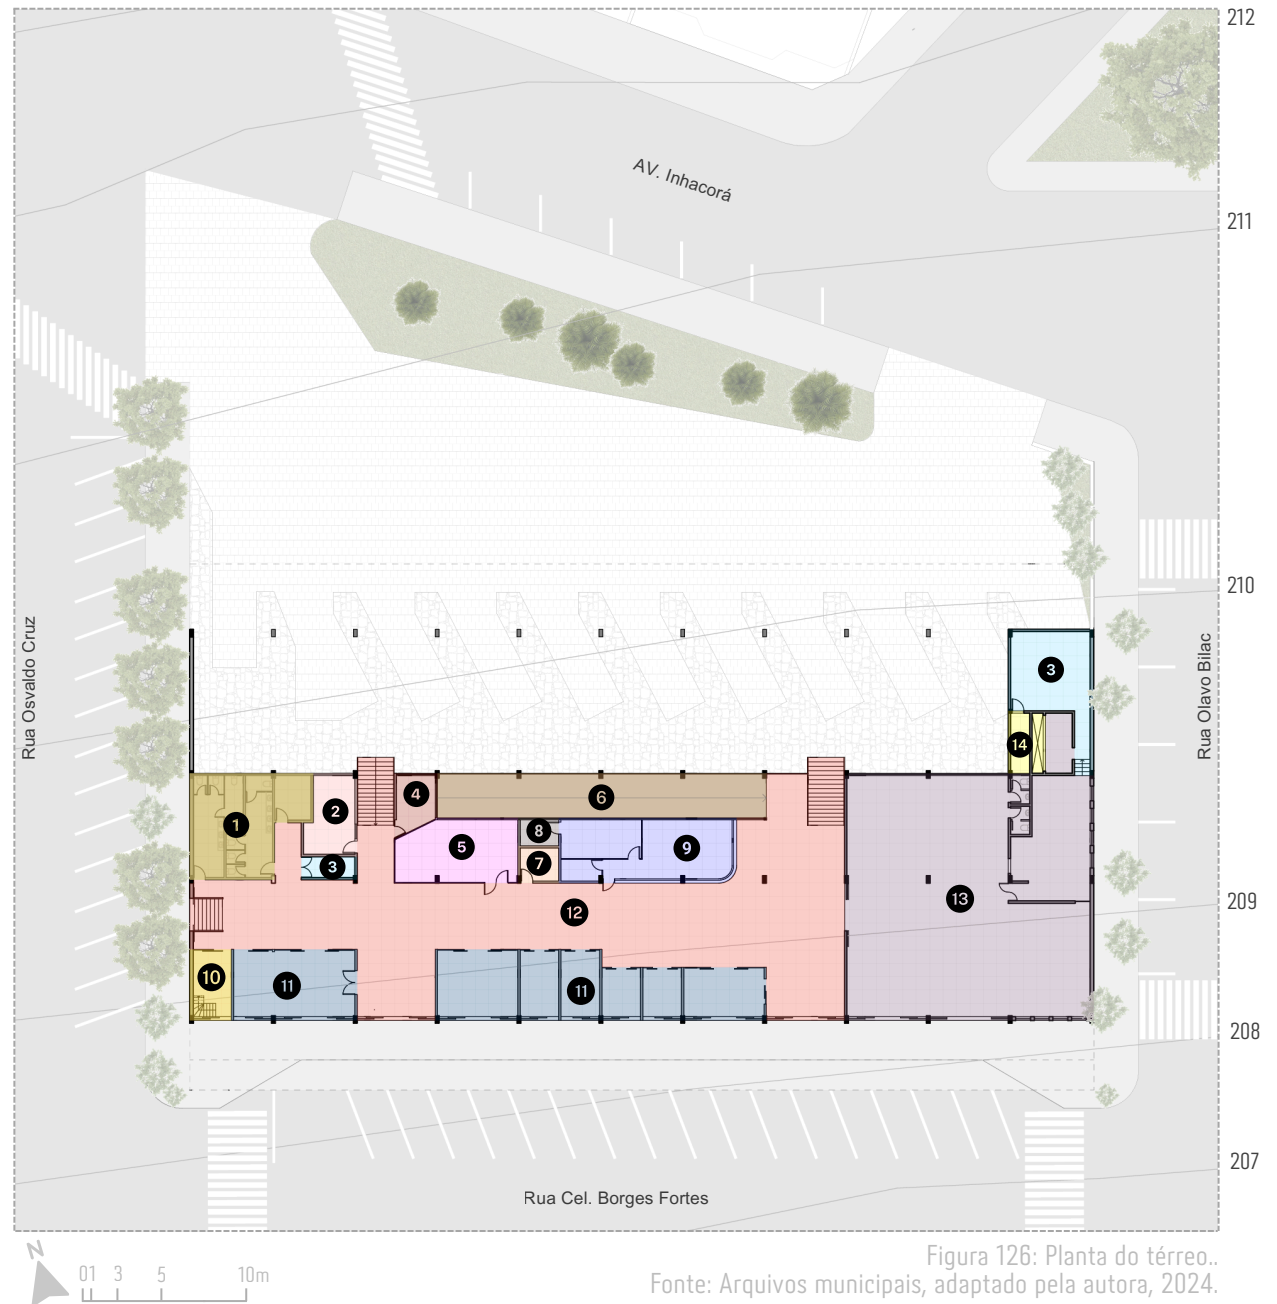 212
AV. Inhacorá
211
210
Rua Osvaldo Cruz
Rua Olavo Bilac
3
14
4
6
2
1
8
5
9
7
3
13
12
209
10
11
11
208
207
Rua Cel. Borges Fortes
N
01 3 5 10m
Figura 126: Planta do térreo..
Fonte: Arquivos municipais, adaptado pela autora, 2024.